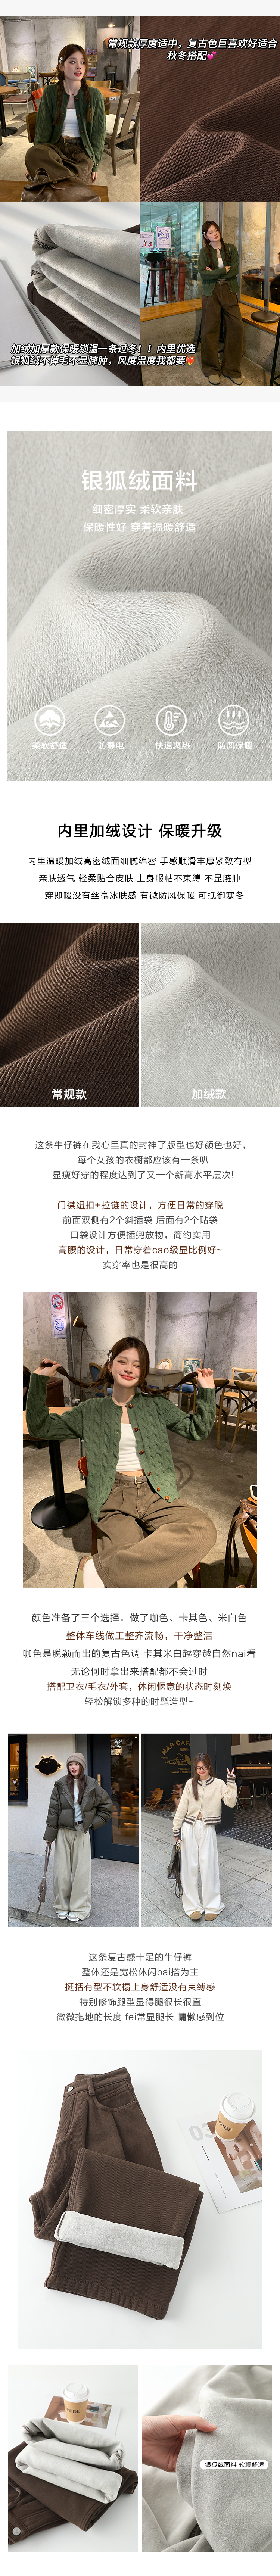 常规款厚度适中，复古色巨喜欢好适合
秋冬搭配💕
加绒加厚款保暖锁温一条过冬！！内里优选
银狐绒不掉毛不显臃肿，风度温度我都要
银狐绒面料
细密厚实 柔软亲肤
保暖性好 穿着温暖舒适
柔软舒适 防静电 快速聚热 防风保暖
内里加绒设计 保暖升级
内里温暖加绒高密绒面细腻绵密 手感顺滑丰厚紧致有型
亲肤透气 轻柔贴合皮肤 上身服帖不束缚 不显臃肿
一穿即暖没有丝毫冰肤感 有微防风保暖 可抵御寒冬
常规款 加绒款
这条牛仔裤在我心里真的封神了版型也好颜色也好，
每个女孩的衣橱都应该有一条叭
显瘦好穿的程度达到了又一个新高水平层次!
门襟纽扣+拉链的设计，方便日常的穿脱
前面双侧有2个斜插袋 后面有2个贴袋
口袋设计方便插兜放物，简约实用
高腰的设计，日常穿着cao级显比例好~
实穿率也是很高的
颜色准备了三个选择，做了咖色、卡其色、米白色
整体车线做工整齐流畅，干净整洁
咖色是脱颖而出的复古色调 卡其米白越穿越自然nai看
无论何时拿出来搭配都不会过时
搭配卫衣/毛衣/外套，休闲惬意的状态时刻焕
轻松解锁多种的时髦造型~
这条复古感十足的牛仔裤
整体还是宽松休闲bai搭为主
挺括有型不软榻上身舒适没有束缚感
特别修饰腿型显得腿很长很直
微微拖地的长度 fei常显腿长 慵懒感到位
银狐绒面料 软糯舒适